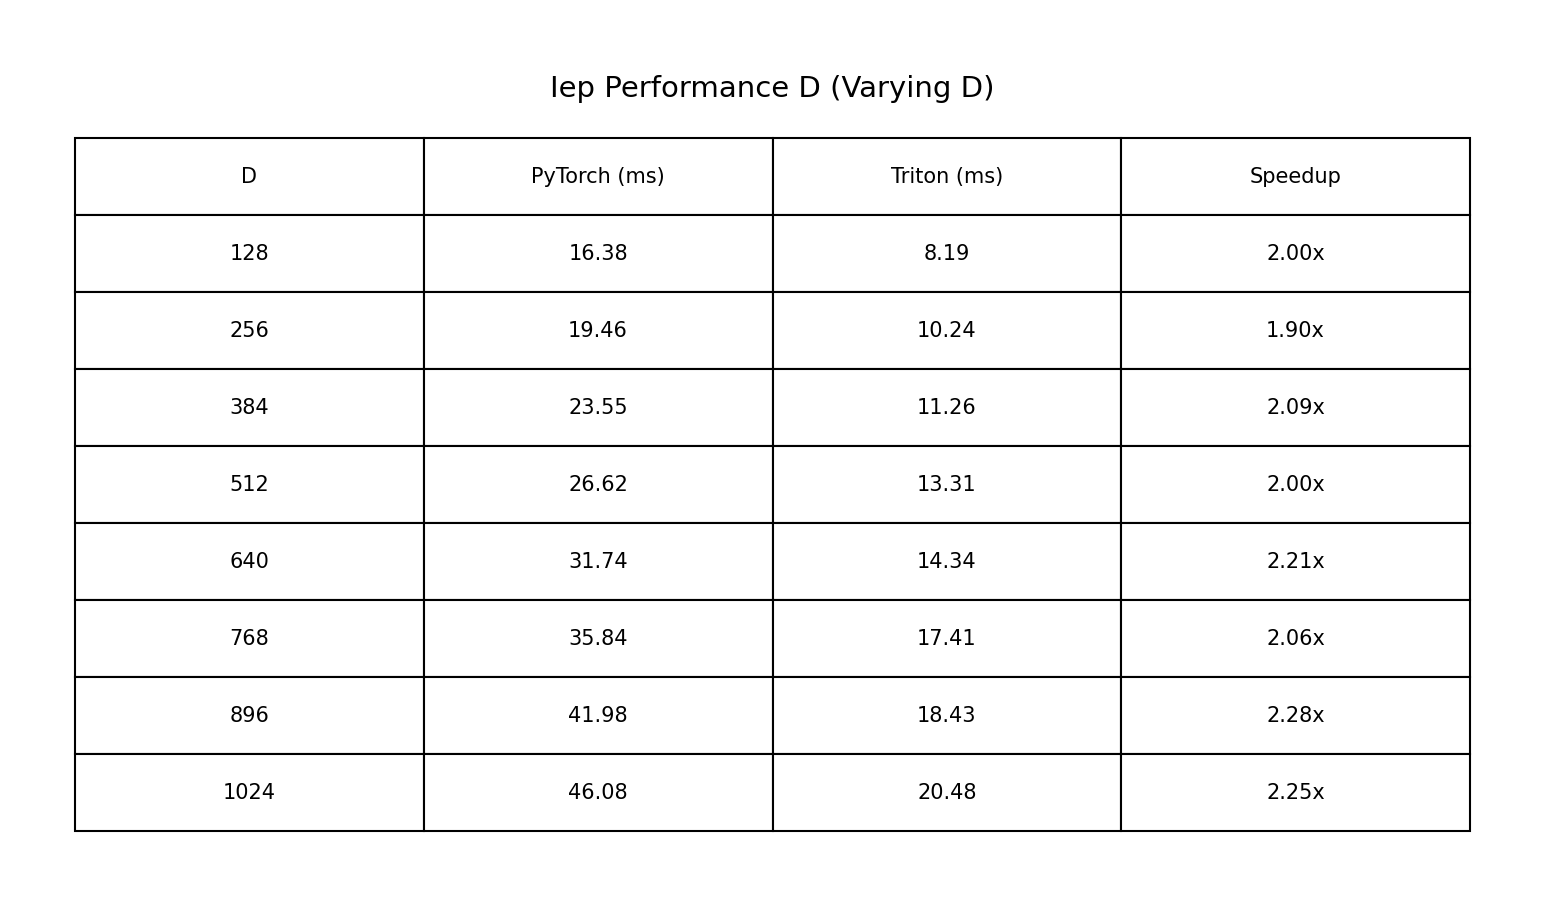 Iep Performance D (Varying D)
D PyTorch (ms) Triton (ms) Speedup
128 16.38 8.19 2.00x
256 19.46 10.24 1.90x
384 23.55 11.26 2.09x
512 26.62 13.31 2.00x
640 31.74 14.34 2.21x
768 35.84 17.41 2.06x
896 41.98 18.43 2.28x
1024 46.08 20.48 2.25x